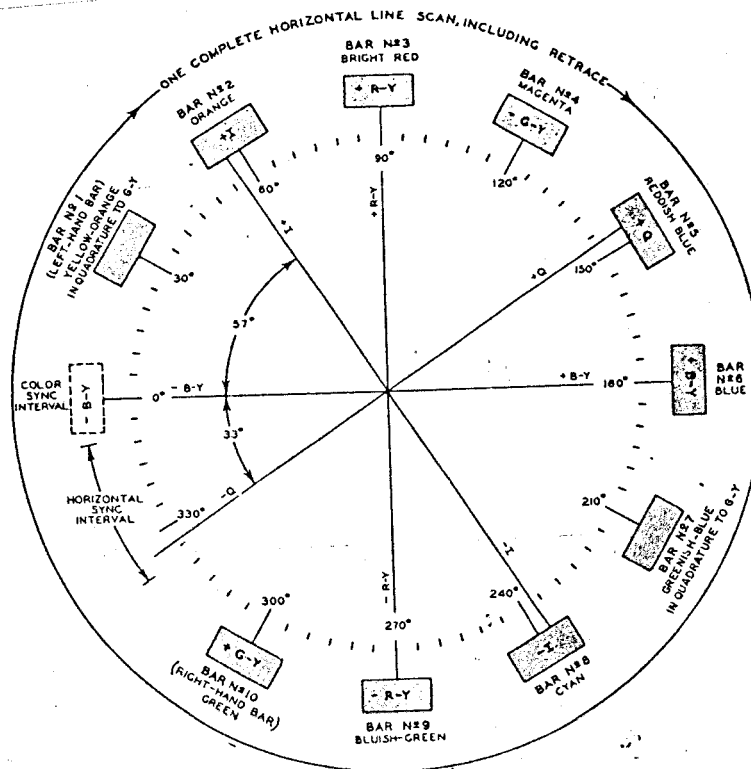 ONE COMPLETE HORIZONTAL LINE SCAN, INCLUDING RETRACE
BAR Nº1
(LEFT-HAND BAR)
YELLOW-ORANGE
IN QUADRATURE TO G-Y
30°
BAR Nº2
ORANGE
+I
60°
+I
BAR Nº3
BRIGHT RED
+ R-Y
90°
+R-Y
BAR Nº4
MAGENTA
- G-Y
120°
BAR Nº5
REDDISH BLUE
+ Q
150°
+Q
57°
COLOR
SYNC
INTERVAL
- B-Y
0°
- B-Y
+ B-Y
180°
+ B-Y
BAR
Nº6
BLUE
33°
HORIZONTAL
SYNC
INTERVAL
330°
-Q
210°
BAR Nº7
GREENISH-BLUE
IN QUADRATURE TO G-Y
-I
240°
-I
BAR Nº8
CYAN
- R-Y
270°
- R-Y
BAR Nº9
BLUISH-GREEN
300°
+ G-Y
BAR Nº10
(RIGHT-HAND BAR)
GREEN